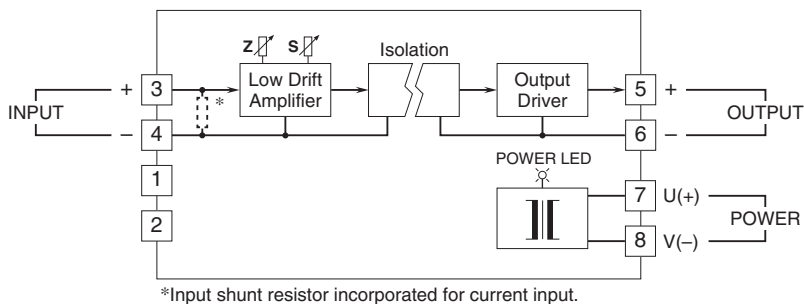 Z S Isolation
Low Drift
Amplifier
Output
Driver
INPUT
+ 3
*
– 4
1
2
5 +
6 –
OUTPUT
POWER LED
7 U(+)
8 V(–)
POWER
*Input shunt resistor incorporated for current input.